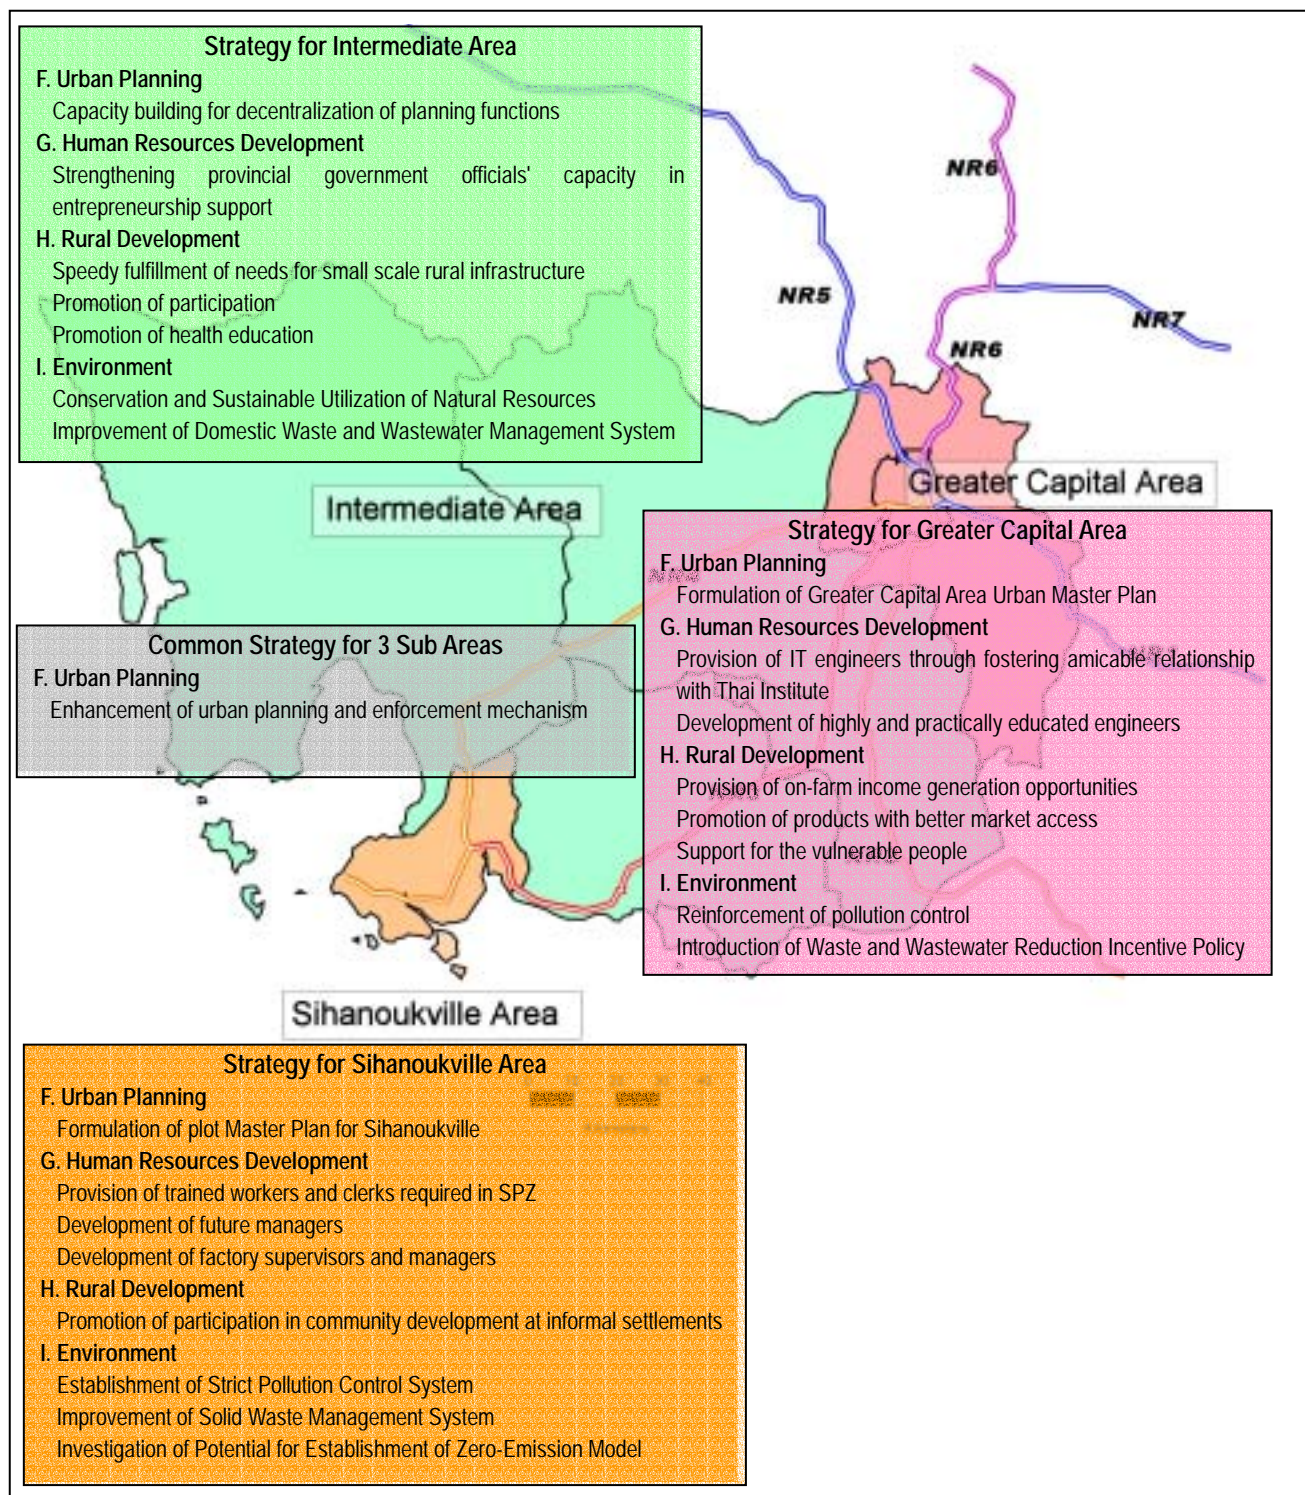 Strategy for Intermediate Area
F. Urban Planning
Capacity building for decentralization of planning functions
G. Human Resources Development
Strengthening provincial government officials' capacity in
entrepreneurship support
H. Rural Development
Speedy fulfillment of needs for small scale rural infrastructure
Promotion of participation
Promotion of health education
I. Environment
Conservation and Sustainable Utilization of Natural Resources
Improvement of Domestic Waste and Wastewater Management System
NR6
NR5
NR7
NR6
Greater Capital Area
Intermediate Area
Strategy for Greater Capital Area
F. Urban Planning
Formulation of Greater Capital Area Urban Master Plan
G. Human Resources Development
Provision of IT engineers through fostering amicable relationship
with Thai Institute
Development of highly and practically educated engineers
H. Rural Development
Provision of on-farm income generation opportunities
Promotion of products with better market access
Support for the vulnerable people
I. Environment
Reinforcement of pollution control
Introduction of Waste and Wastewater Reduction Incentive Policy
Common Strategy for 3 Sub Areas
F. Urban Planning
Enhancement of urban planning and enforcement mechanism
Sihanoukville Area
Strategy for Sihanoukville Area
F. Urban Planning
Formulation of plot Master Plan for Sihanoukville
G. Human Resources Development
Provision of trained workers and clerks required in SPZ
Development of future managers
Development of factory supervisors and managers
H. Rural Development
Promotion of participation in community development at informal settlements
I. Environment
Establishment of Strict Pollution Control System
Improvement of Solid Waste Management System
Investigation of Potential for Establishment of Zero-Emission Model